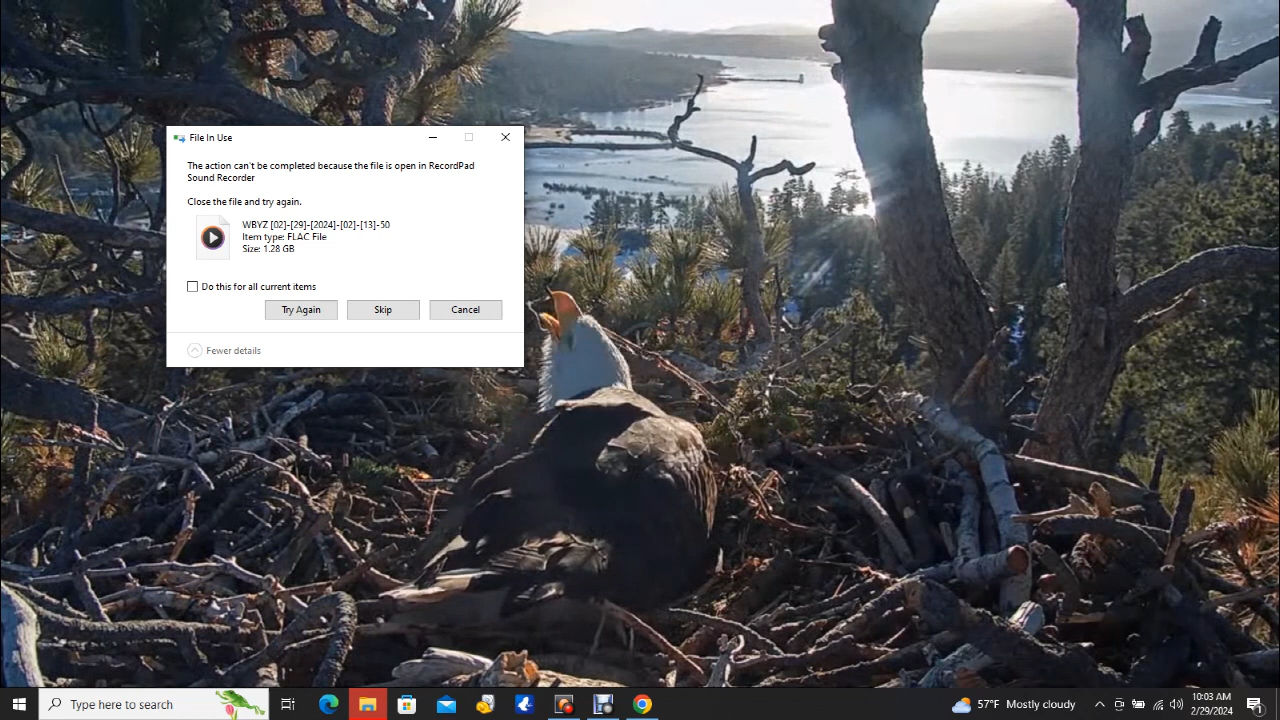 File In Use
The action can't be completed because the file is open in RecordPad
Sound Recorder
Close the file and try again.
WBYZ [02]-[29]-[2024]-[02]-[13]-50
Item type: FLAC File
Size: 1.28 GB
Do this for all current items
Try Again Skip Cancel
Fewer details
Type here to search
57°F Mostly cloudy
10:03 AM
2/29/2024
1